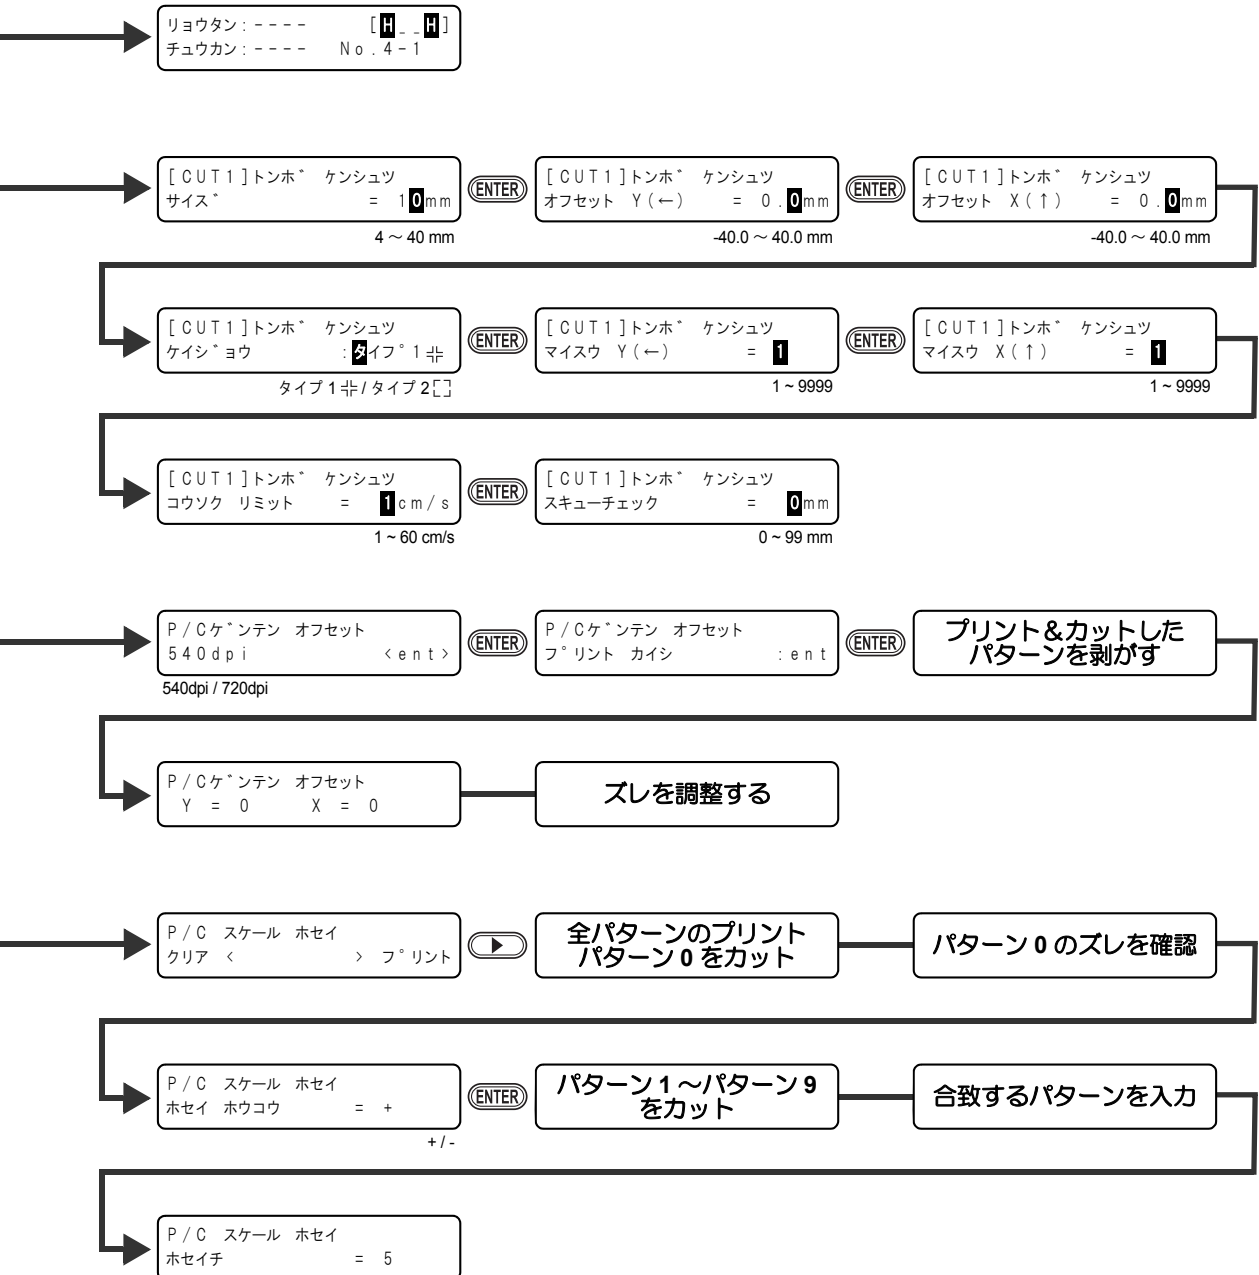 リョウタン:---- [H__H]
チュウカン:---- No.4-1
[CUT1]トンボ ケンシュツ
サイズ = 10mm
4 ～ 40 mm
ENTER
[CUT1]トンボ ケンシュツ
オフセット Y(←) = 0.0mm
-40.0 ～ 40.0 mm
ENTER
[CUT1]トンボ ケンシュツ
オフセット X(↑) = 0.0mm
-40.0 ～ 40.0 mm
[CUT1]トンボ ケンシュツ
ケイジョウ :タイプ1
タイプ 1 / タイプ 2
ENTER
[CUT1]トンボ ケンシュツ
マイスウ Y(←) = 1
1 ~ 9999
ENTER
[CUT1]トンボ ケンシュツ
マイスウ X(↑) = 1
1 ~ 9999
[CUT1]トンボ ケンシュツ
コウソク リミット = 1cm/s
1 ~ 60 cm/s
ENTER
[CUT1]トンボ ケンシュツ
スキューチェック = 0mm
0 ~ 99 mm
P/Cゲンテン オフセット
540dpi <ent>
540dpi / 720dpi
ENTER
P/Cゲンテン オフセット
プリント カイシ :ent
ENTER
プリント＆カットした
パターンを剥がす
P/Cゲンテン オフセット
Y = 0 X = 0
ズレを調整する
P/C スケール ホセイ
クリア < > プリント
全パターンのプリント
パターン 0 をカット
パターン 0 のズレを確認
P/C スケール ホセイ
ホセイ ホウコウ = +
+ / -
ENTER
パターン 1 ～パターン 9
をカット
合致するパターンを入力
P/C スケール ホセイ
ホセイチ = 5